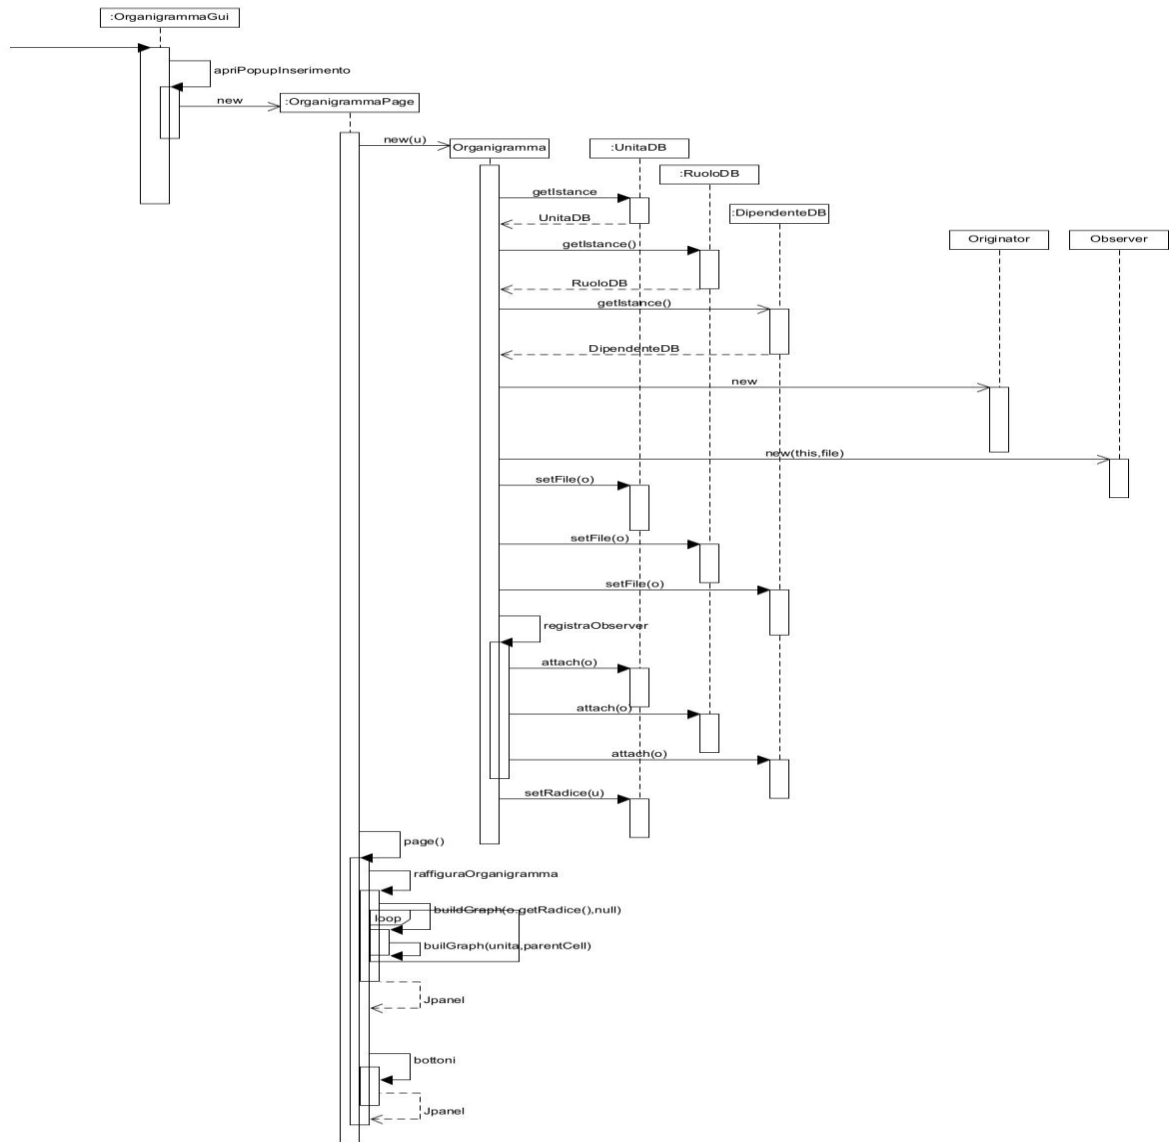 :OrganigrammaGui
apriPopupInserimento
new
:OrganigrammaPage
new(u)
Organigramma
:UnitaDB
:RuoloDB
getIstance
:DipendenteDB
UnitaDB
Originator
Observer
getIstance()
RuoloDB
getIstance()
DipendenteDB
new
new(this,file)
setFile(o)
setFile(o)
setFile(o)
registraObserver
attach(o)
attach(o)
attach(o)
setRadice(u)
page()
raffiguraOrganigramma
buildGraph(o.getRadice(),null)
loop
builGraph(unita,parentCell)
Jpanel
bottoni
Jpanel